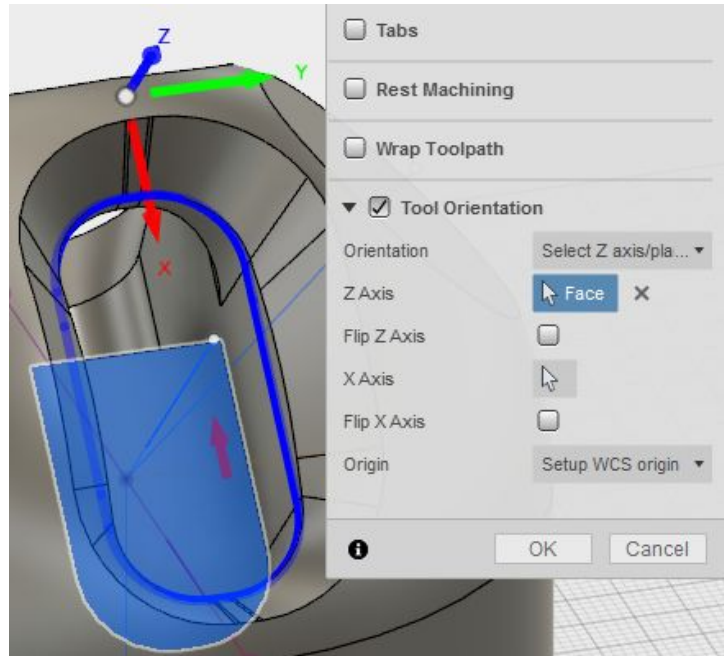 Z
Y
X
Tabs
Rest Machining
Wrap Toolpath
Tool Orientation
Orientation Select Z axis/pla...
Z Axis Face
Flip Z Axis
X Axis
Flip X Axis
Origin Setup WCS origin
OK Cancel